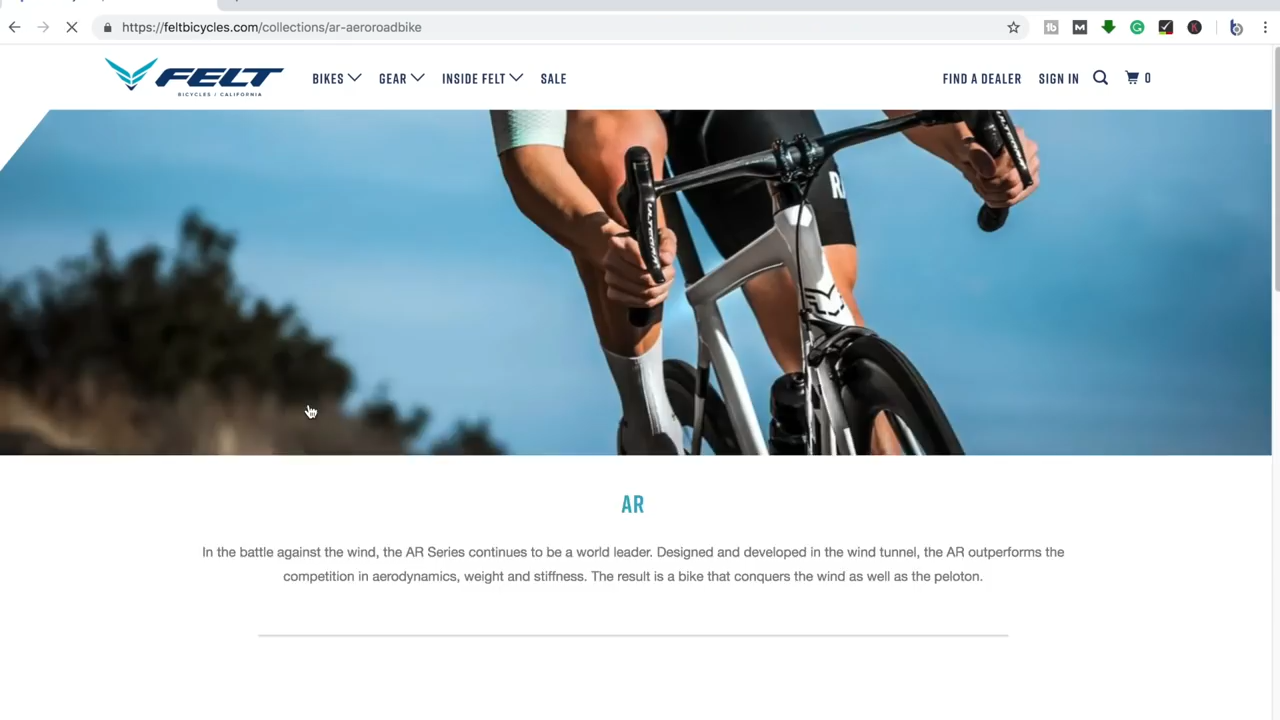 https://feltbicycles.com/collections/ar-aeroroadbike
FELT
BICYCLES / CALIFORNIA
BIKES GEAR INSIDE FELT SALE
FIND A DEALER SIGN IN 0
ULTEGRA
AR
In the battle against the wind, the AR Series continues to be a world leader. Designed and developed in the wind tunnel, the AR outperforms the
competition in aerodynamics, weight and stiffness. The result is a bike that conquers the wind as well as the peloton.